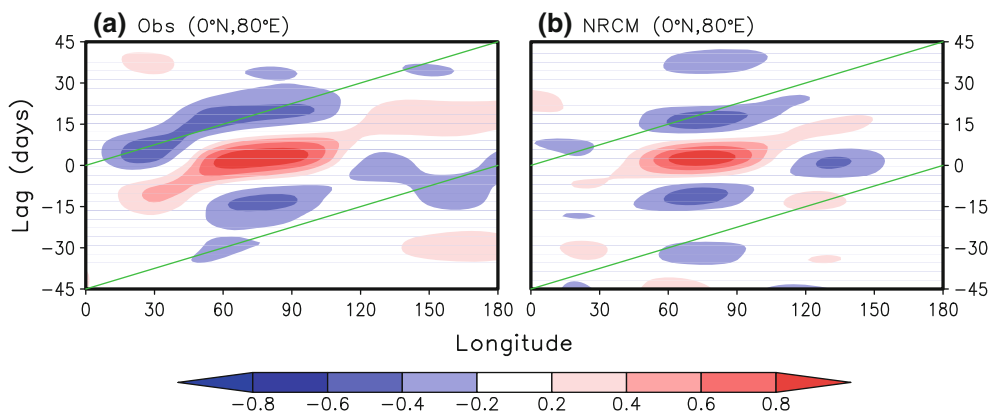 (a) Obs (0°N,80°E)
(b) NRCM (0°N,80°E)
45 45
30 30
15 15
0 0
−15 −15
−30 −30
−45 −45
Lag (days)
0 30 60 90 120 150 180 0 30 60 90 120 150 180
Longitude
−0.8 −0.6 −0.4 −0.2 0.2 0.4 0.6 0.8